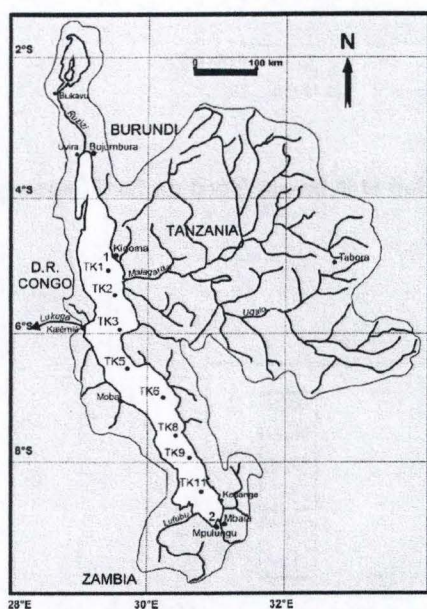 2°S
N
0 100 km
Bukavu
Ruzizi
BURUNDI
Uvira Bujumbura
4°S
TANZANIA
1 Kigoma
D.R.
CONGO
TK1
Malagarasi
Tabora
TK2
Ugalla
Lukuga
6°S
TK3
Kalémie
TK5
Moba
TK6
TK8
8°S
TK9
TK11
Kasanga
Lufubu
2
Mbala
Mpulungu
ZAMBIA
28°E 30°E 32°E